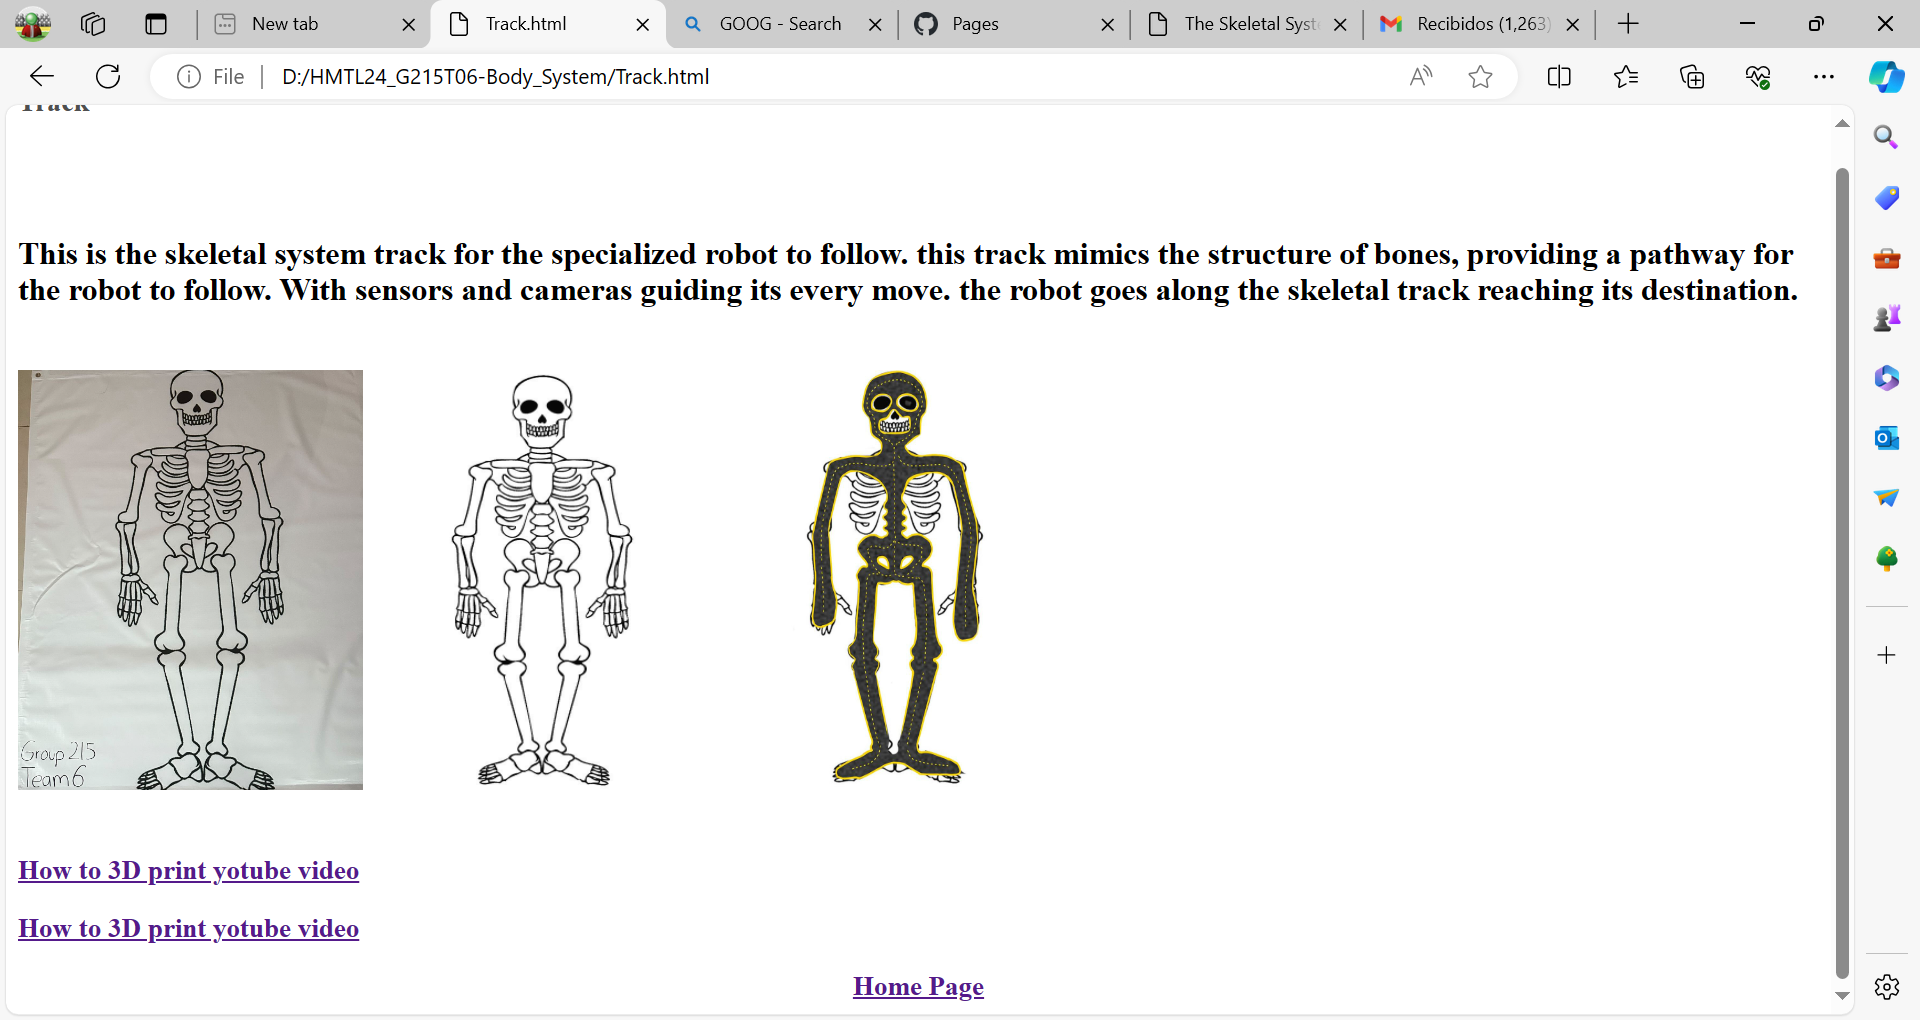 New tab
Track.html
GOOG - Search
Pages
The Skeletal Syst
Recibidos (1,263)
File
D:/HMTL24_G215T06-Body_System/Track.html
Track
This is the skeletal system track for the specialized robot to follow. this track mimics the structure of bones, providing a pathway for
the robot to follow. With sensors and cameras guiding its every move. the robot goes along the skeletal track reaching its destination.
Group 215
Team 6
How to 3D print yotube video
How to 3D print yotube video
Home Page